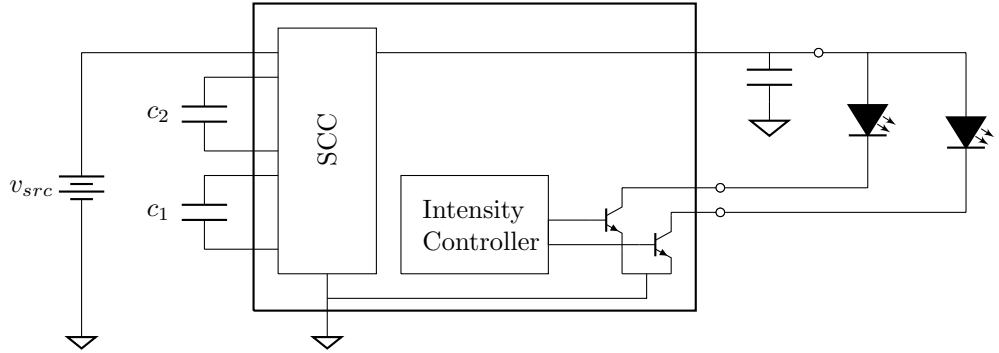 c₂
SCC
v_src
c₁
Intensity
Controller